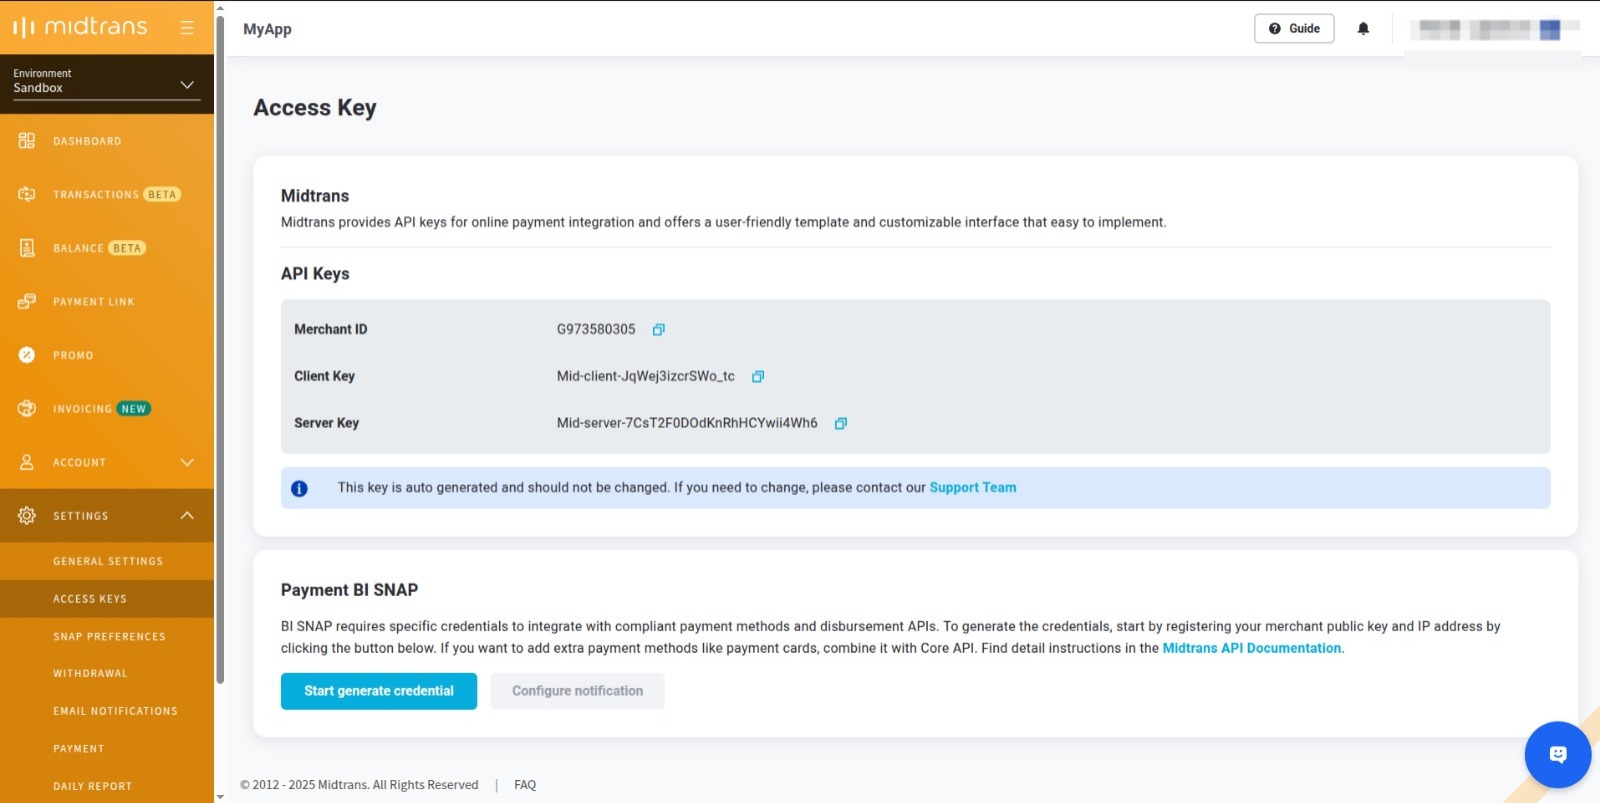 midtrans
MyApp
Guide
Environment
Sandbox
DASHBOARD
TRANSACTIONS BETA
BALANCE BETA
PAYMENT LINK
PROMO
INVOICING NEW
ACCOUNT
SETTINGS
GENERAL SETTINGS
ACCESS KEYS
SNAP PREFERENCES
WITHDRAWAL
EMAIL NOTIFICATIONS
PAYMENT
DAILY REPORT
Access Key
Midtrans
Midtrans provides API keys for online payment integration and offers a user-friendly template and customizable interface that easy to implement.
API Keys
Merchant ID G973580305
Client Key Mid-client-JqWej3izcrSWo_tc
Server Key Mid-server-7CsT2F0DOdKnRhHCYwii4Wh6
This key is auto generated and should not be changed. If you need to change, please contact our Support Team
Payment BI SNAP
BI SNAP requires specific credentials to integrate with compliant payment methods and disbursement APIs. To generate the credentials, start by registering your merchant public key and IP address by
clicking the button below. If you want to add extra payment methods like payment cards, combine it with Core API. Find detail instructions in the Midtrans API Documentation.
Start generate credential Configure notification
© 2012 - 2025 Midtrans. All Rights Reserved | FAQ